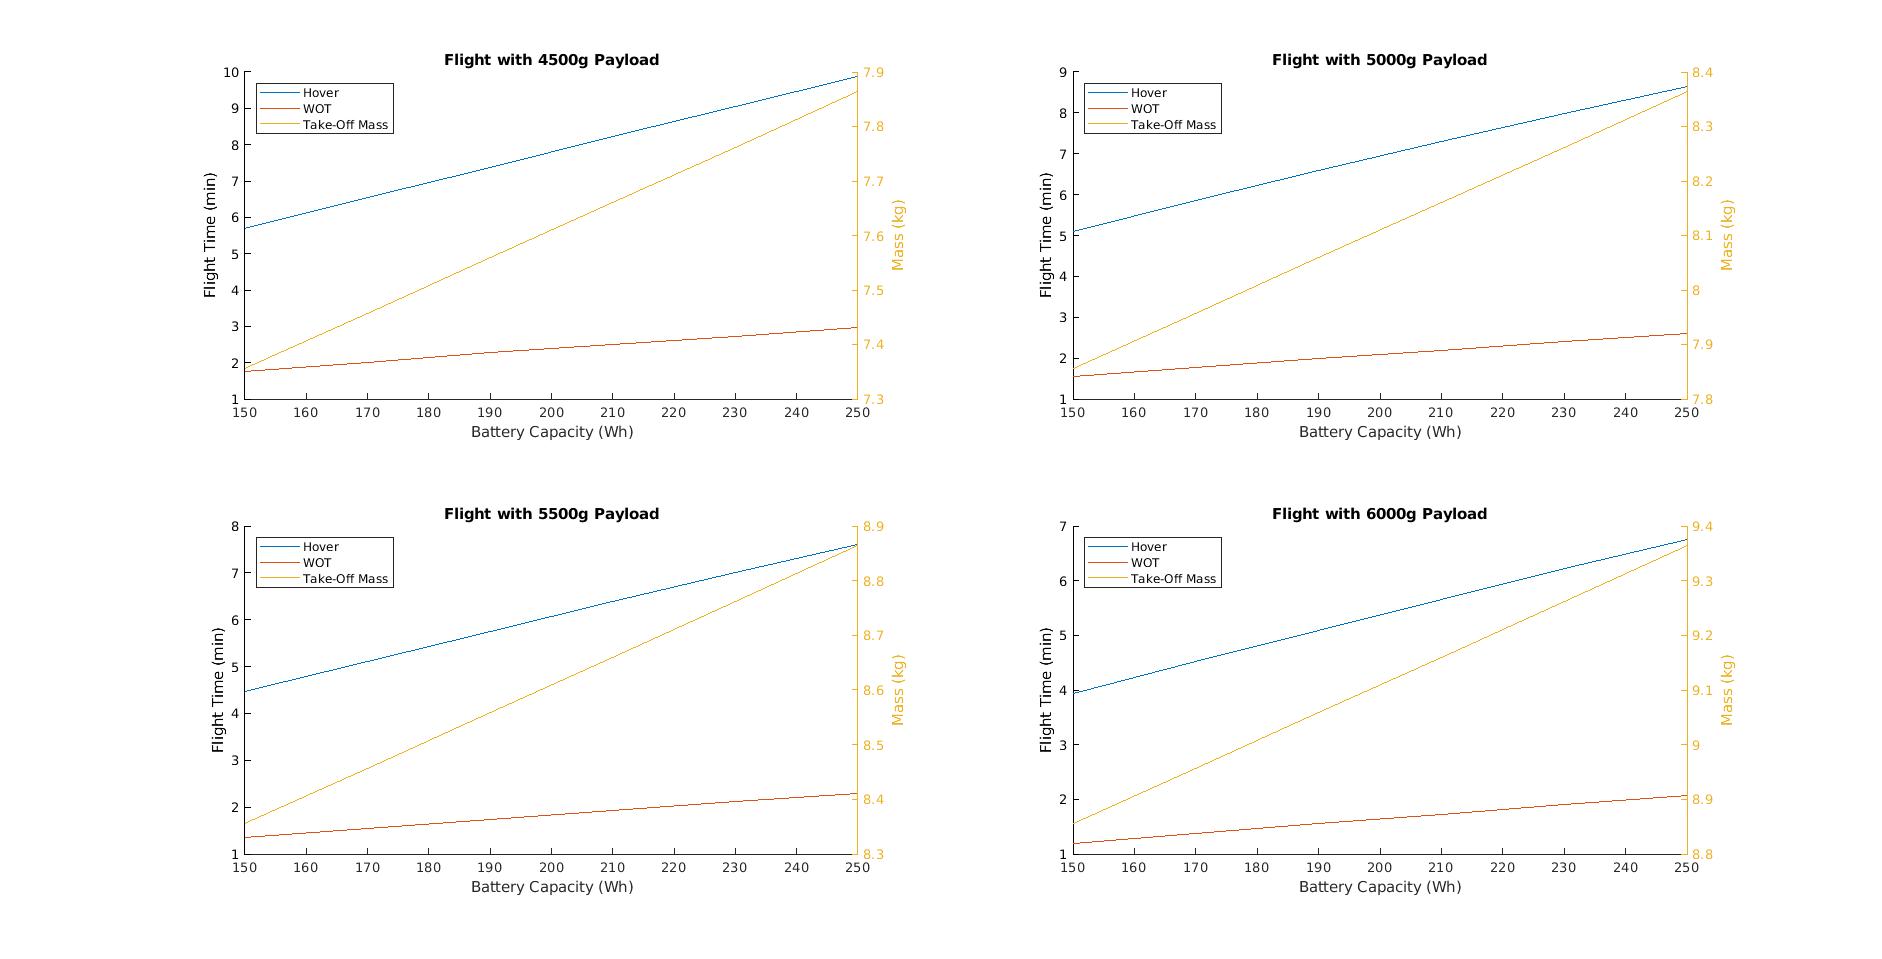 Flight with 4500g Payload
Hover
WOT
Take-Off Mass
Flight Time (min)
10
9
8
7
6
5
4
3
2
1
7.9
7.8
7.7
7.6
7.5
7.4
7.3
Mass (kg)
150 160 170 180 190 200 210 220 230 240 250
Battery Capacity (Wh)
Flight with 5000g Payload
Hover
WOT
Take-Off Mass
Flight Time (min)
9
8
7
6
5
4
3
2
1
8.4
8.3
8.2
8.1
8
7.9
7.8
Mass (kg)
150 160 170 180 190 200 210 220 230 240 250
Battery Capacity (Wh)
Flight with 5500g Payload
Hover
WOT
Take-Off Mass
Flight Time (min)
8
7
6
5
4
3
2
1
8.9
8.8
8.7
8.6
8.5
8.4
8.3
Mass (kg)
150 160 170 180 190 200 210 220 230 240 250
Battery Capacity (Wh)
Flight with 6000g Payload
Hover
WOT
Take-Off Mass
Flight Time (min)
7
6
5
4
3
2
1
9.4
9.3
9.2
9.1
9
8.9
8.8
Mass (kg)
150 160 170 180 190 200 210 220 230 240 250
Battery Capacity (Wh)